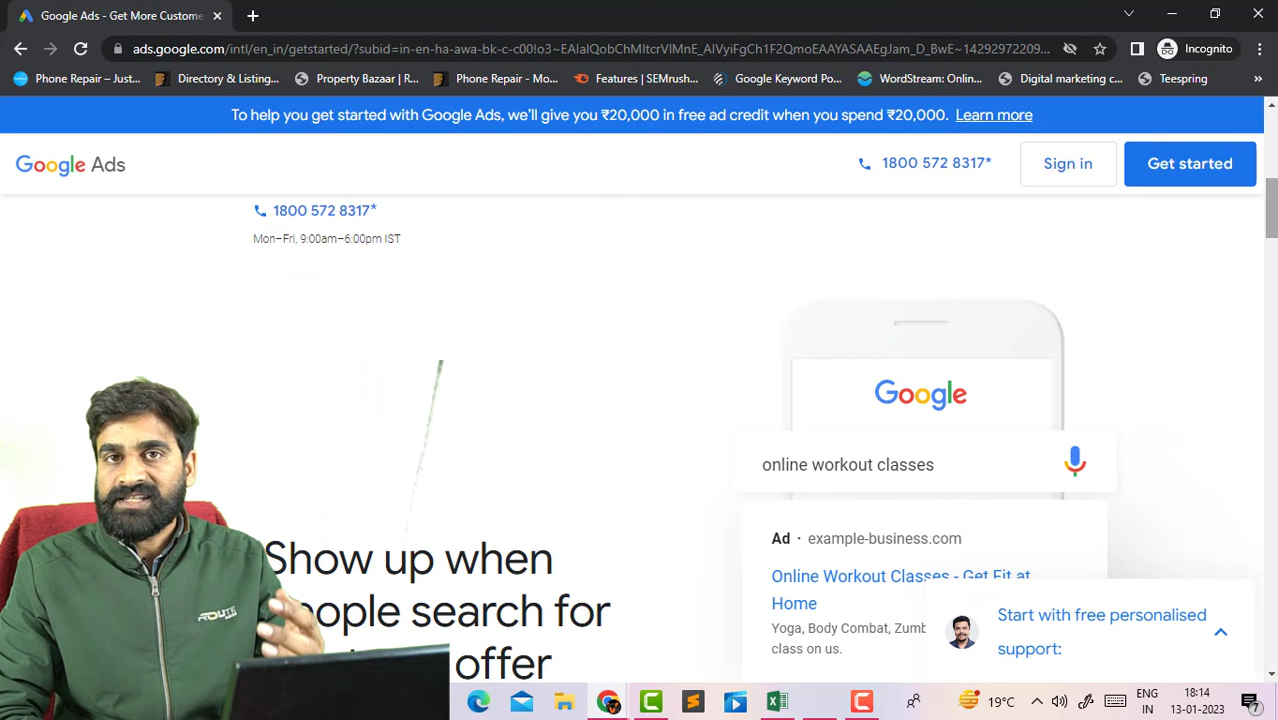 Google Ads - Get More Custome
ads.google.com/intl/en_in/getstarted/?subid=in-en-ha-awa-bk-c-c00!o3~EAIaIQobChMItcrVlMnE_AIVyiFgCh1F2QmoEAAYASAAEgJam_D_BwE~14292972209...
Incognito
Phone Repair – Just...
Directory & Listing...
Property Bazaar | R...
Phone Repair - Mo...
Features | SEMrush...
Google Keyword Po...
WordStream: Onlin...
Digital marketing c...
Teespring
»
To help you get started with Google Ads, we'll give you ₹20,000 in free ad credit when you spend ₹20,000. Learn more
Google Ads
1800 572 8317*
Sign in
Get started
1800 572 8317*
Mon–Fri, 9:00am–6:00pm IST
Google
online workout classes
Ad · example-business.com
Online Workout Classes - Get Fit at
Home
Yoga, Body Combat, Zumb
class on us.
Show up when
ople search for
offer
Start with free personalised
support:
ROUTE
19°C
ENG
IN
18:14
13-01-2023
7